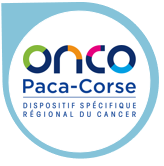 onco
Paca-Corse
DISPOSITIF SPÉCIFIQUE
RÉGIONAL DU CANCER